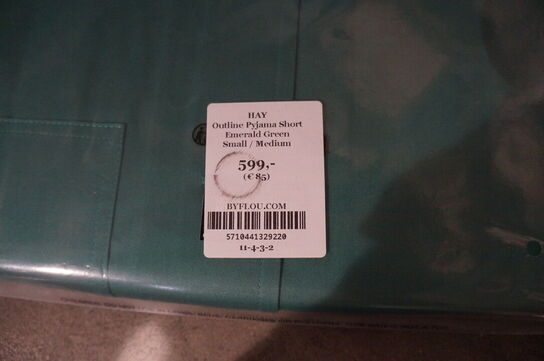 HAY
Outline Pyjama Short
Emerald Green
Small / Medium
599,-
(€ 85)
BYFLOU.COM
5710441329220
11-4-3-2